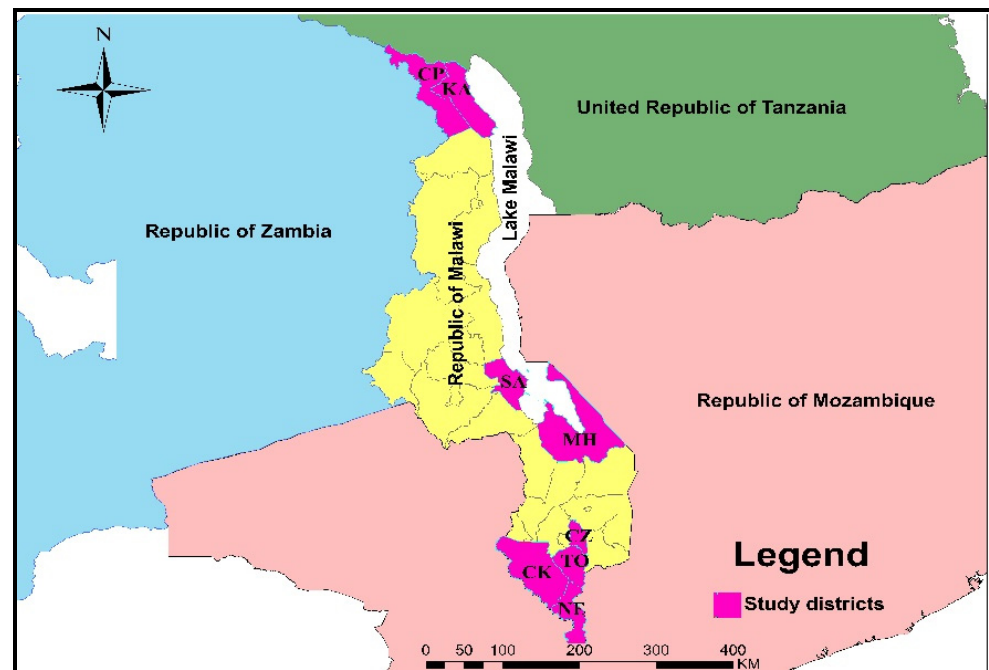 N
CP
KA
United Republic of Tanzania
Lake Malawi
Republic of Zambia
Republic of Malawi
SA
Republic of Mozambique
MH
CZ
TO
CK
NE
Legend
Study districts
0 100 200 300 400
KM